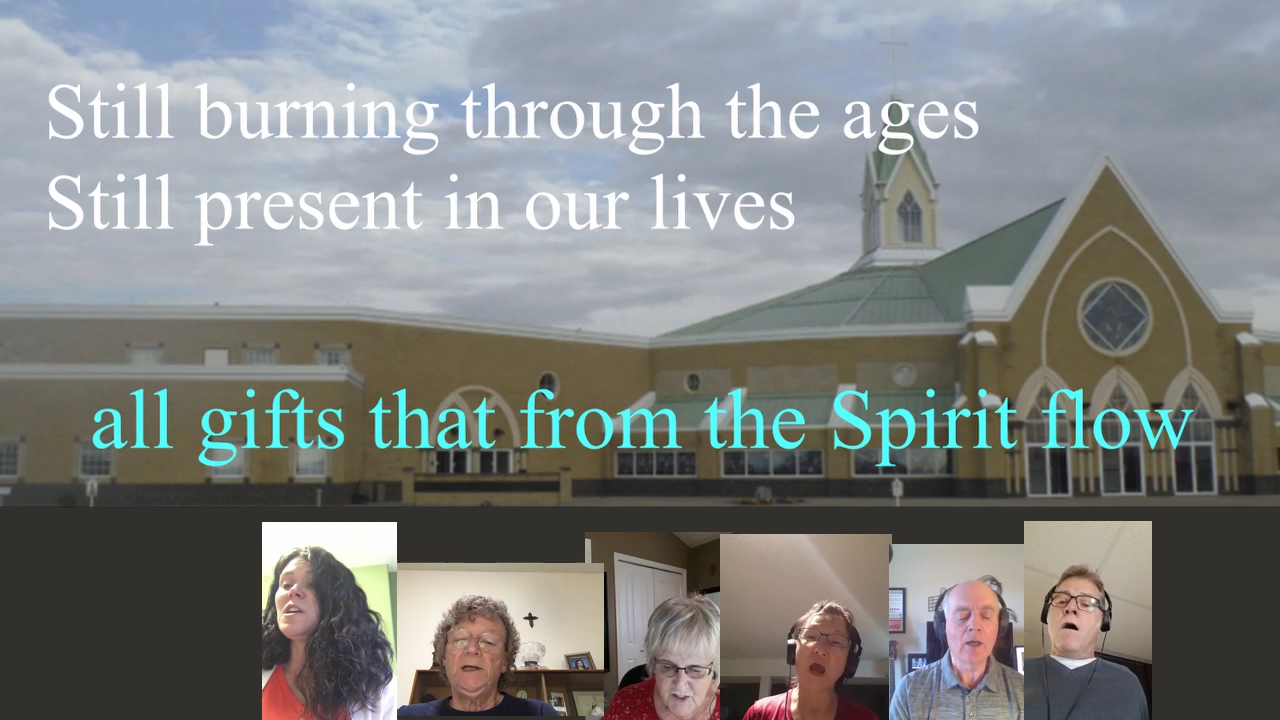 Still burning through the ages
Still present in our lives
all gifts that from the Spirit flow